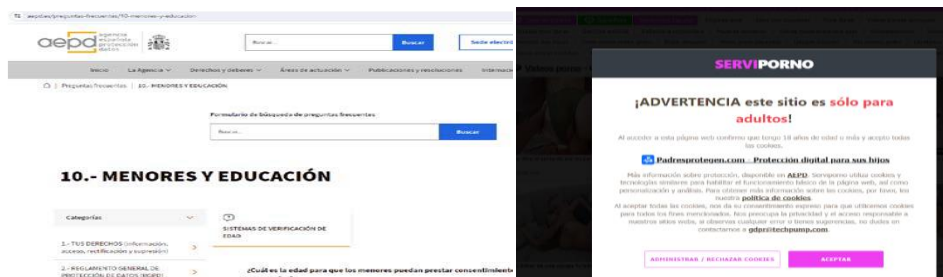 aepd.es/preguntas-frecuentes/10-menores-y-educacion
aepd agencia española protección datos
Buscar...
Buscar
Sede electró
Inicio
La Agencia
Derechos y deberes
Áreas de actuación
Publicaciones y resoluciones
Internaci
Preguntas frecuentes | 10.- MENORES Y EDUCACIÓN
Formulario de búsqueda de preguntas frecuentes
Buscar...
Buscar
10.- MENORES Y EDUCACIÓN
Categorías
1.- TUS DERECHOS (información,
acceso, rectificación y supresión)
2.- REGLAMENTO GENERAL DE
PROTECCIÓN DE DATOS (RGPD)
SISTEMAS DE VERIFICACIÓN DE
EDAD
¿Cuál es la edad para que los menores puedan prestar consentimiento
SERVIPORNO
¡ADVERTENCIA este sitio es sólo para
adultos!
Al acceder a esta página web confirmo que tengo 18 años de edad o más y acepto todas
las cookies.
Padresprotegen.com - Protección digital para sus hijos
Más información sobre protección, disponible en AEPD. Serviporno utiliza cookies y
tecnologías similares para habilitar el funcionamiento básico de la página web, así como
personalización y análisis. Para obtener más información sobre las cookies, por favor, lea
nuestra política de cookies.
Al aceptar todas las cookies, nos da su consentimiento expreso para que utilicemos cookies
para todos los fines mencionados. Nos preocupa la privacidad y el acceso responsable a
nuestros sitios webs, si observas cualquier error o tienes sugerencias, no dudes en
contactarnos a gdpr@techpump.com.
ADMINISTRAR / RECHAZAR COOKIES
ACEPTAR